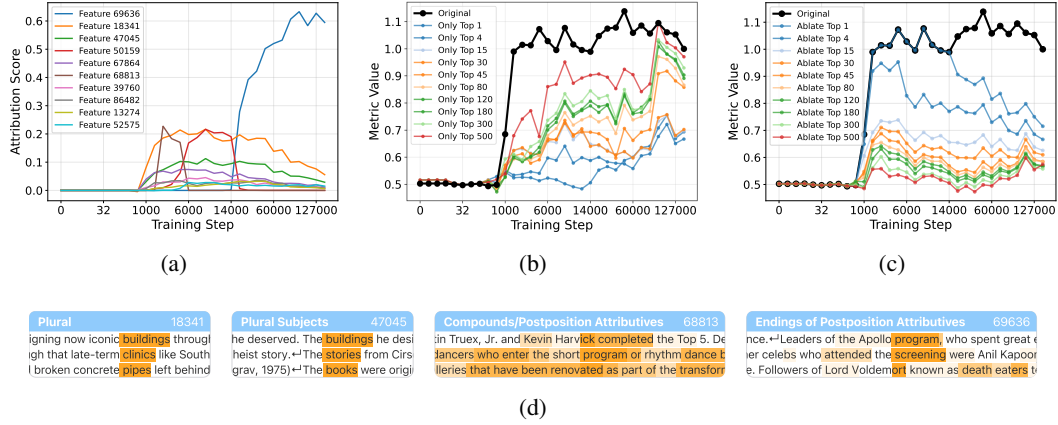 Feature 69636
Feature 18341
Feature 47045
Feature 50159
Feature 67864
Feature 68813
Feature 39760
Feature 86482
Feature 13274
Feature 52575
Attribution Score
0.6
0.5
0.4
0.3
0.2
0.1
0.0
0 32 1000 6000 14000 60000 127000
Training Step
(a)
Original
Only Top 1
Only Top 4
Only Top 15
Only Top 30
Only Top 45
Only Top 80
Only Top 120
Only Top 180
Only Top 300
Only Top 500
Metric Value
1.1
1.0
0.9
0.8
0.7
0.6
0.5
0 32 1000 6000 14000 60000 127000
Training Step
(b)
Original
Ablate Top 1
Ablate Top 4
Ablate Top 15
Ablate Top 30
Ablate Top 45
Ablate Top 80
Ablate Top 120
Ablate Top 180
Ablate Top 300
Ablate Top 500
Metric Value
1.1
1.0
0.9
0.8
0.7
0.6
0.5
0 32 1000 6000 14000 60000 127000
Training Step
(c)
Plural 18341
igning now iconic buildings through
gh that late-term clinics like South
l broken concrete pipes left behind
Plural Subjects 47045
he deserved. The buildings he desi
heist story.↵The stories from Cirs
grav, 1975)↵The books were origi
Compounds/Postposition Attributives 68813
tin Truex, Jr. and Kevin Harvick completed the Top 5. De
dancers who enter the short program or rhythm dance b
lleries that have been renovated as part of the transform
Endings of Postposition Attributives 69636
nce.↵Leaders of the Apollo program, who spent great e
er celebs who attended the screening were Anil Kapoor
e. Followers of Lord Voldemort known as death eaters t
(d)